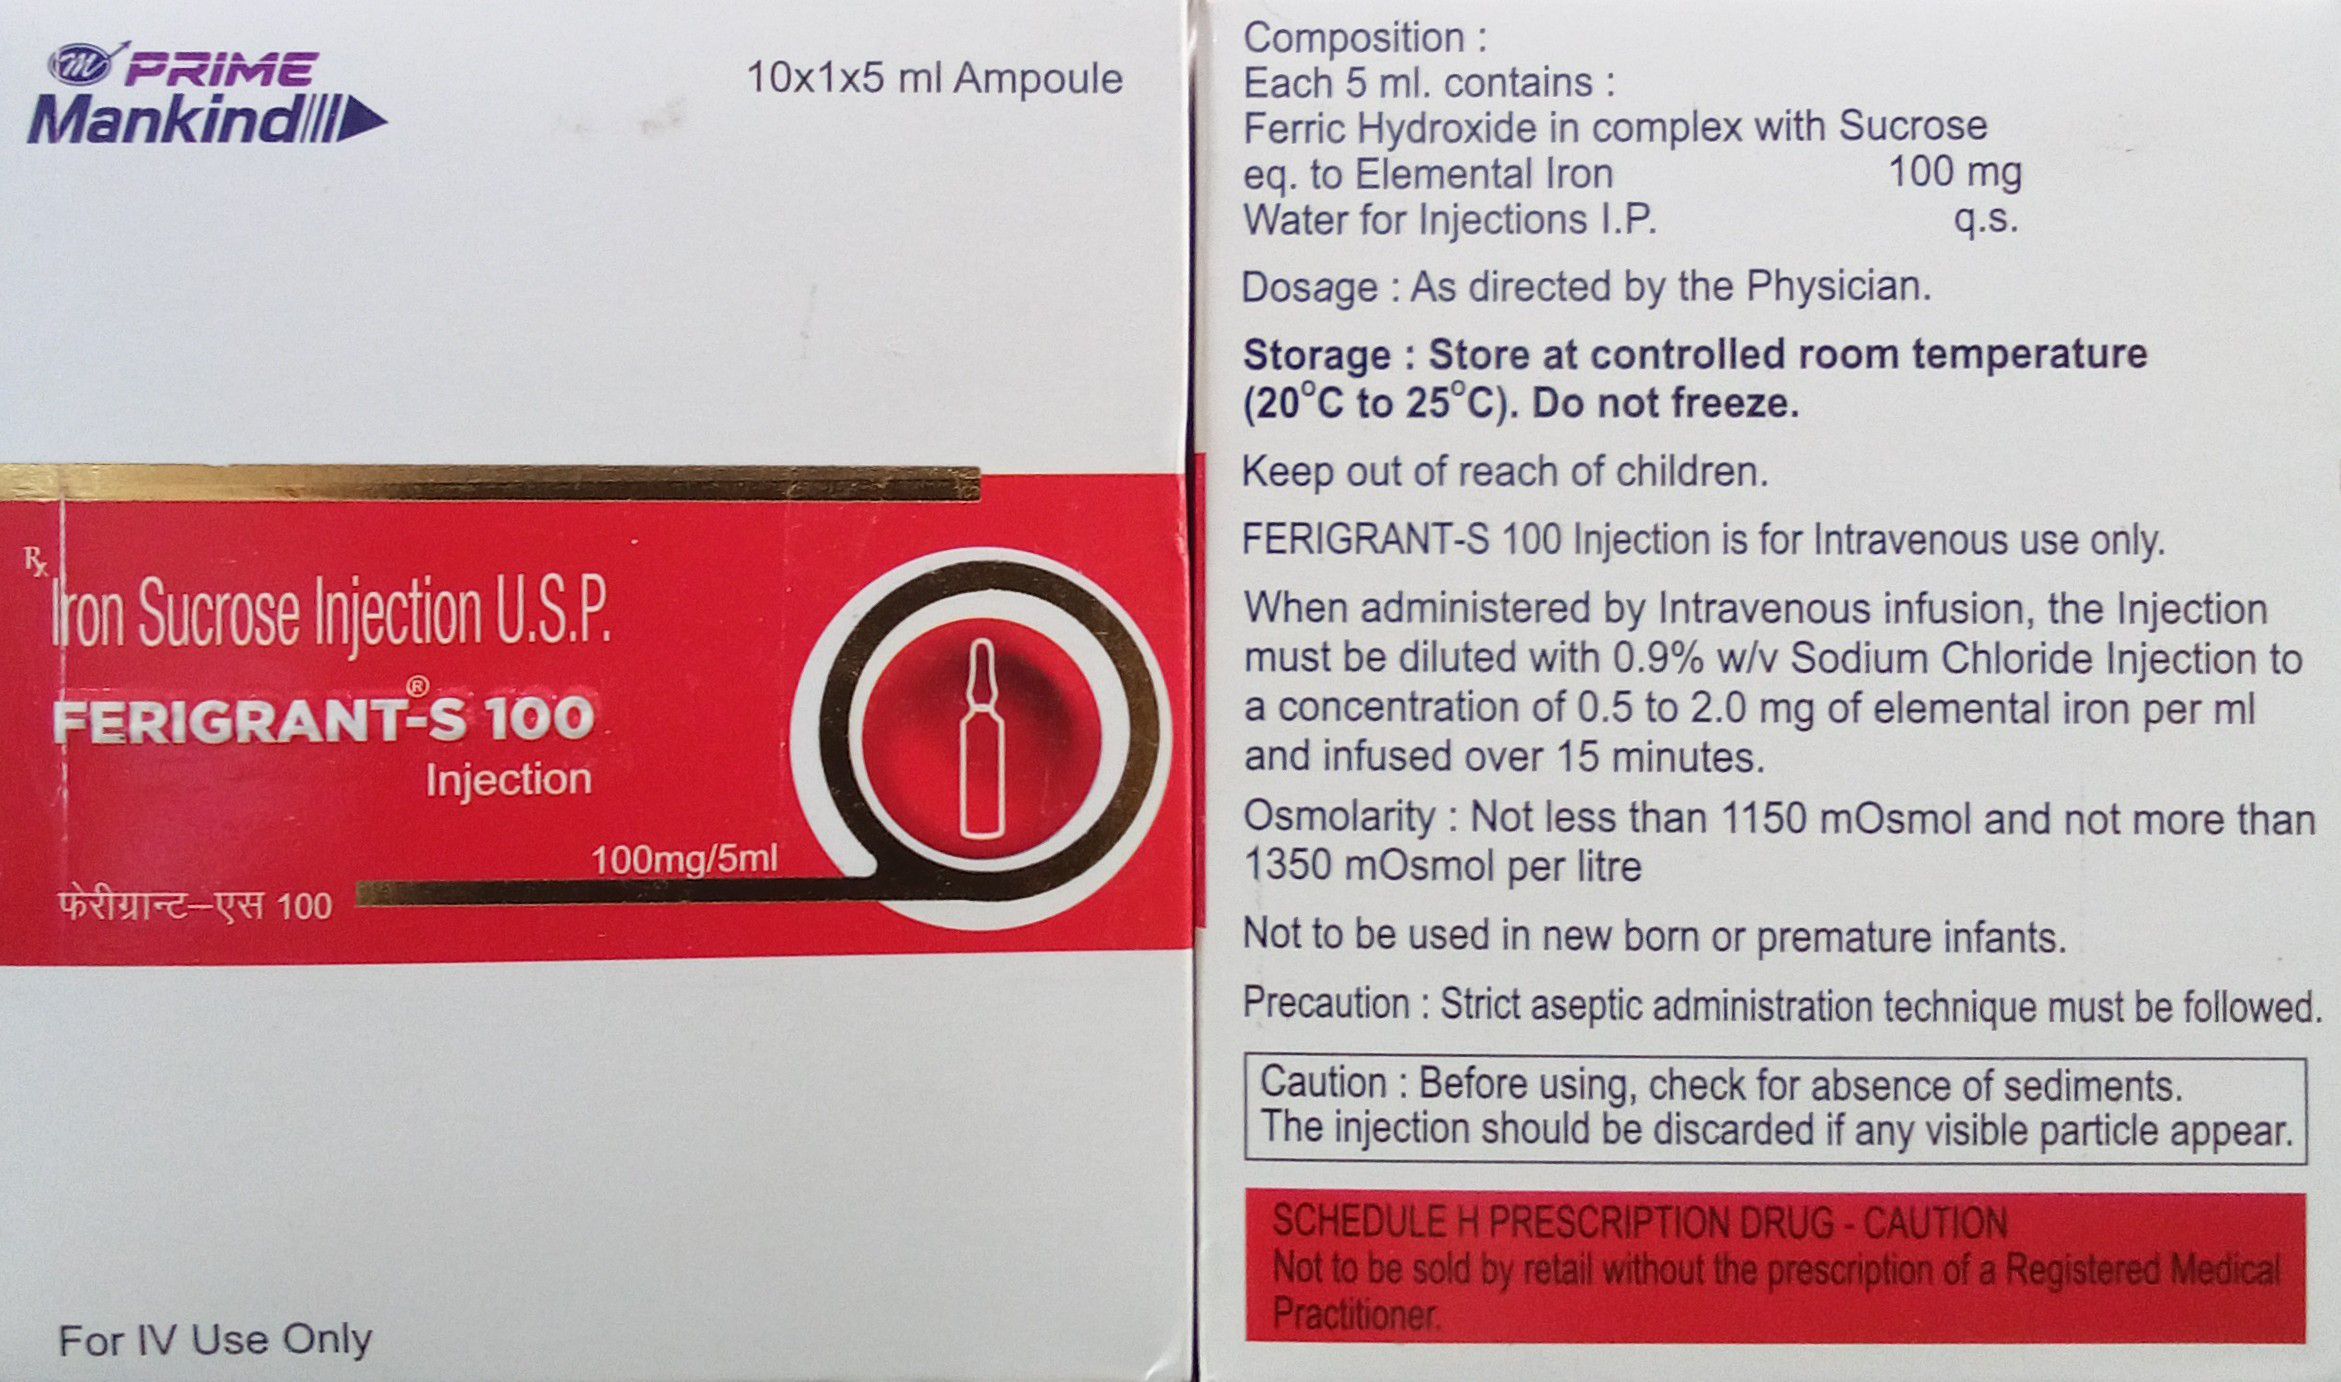 PRIME
Mankind
10x1x5 ml Ampoule
Rx
Iron Sucrose Injection U.S.P.
FERIGRANT®-S 100
Injection
100mg/5ml
फेरीग्रान्ट–एस 100
For IV Use Only
Composition :
Each 5 ml. contains :
Ferric Hydroxide in complex with Sucrose
eq. to Elemental Iron 100 mg
Water for Injections I.P. q.s.
Dosage : As directed by the Physician.
Storage : Store at controlled room temperature
(20°C to 25°C). Do not freeze.
Keep out of reach of children.
FERIGRANT-S 100 Injection is for Intravenous use only.
When administered by Intravenous infusion, the Injection
must be diluted with 0.9% w/v Sodium Chloride Injection to
a concentration of 0.5 to 2.0 mg of elemental iron per ml
and infused over 15 minutes.
Osmolarity : Not less than 1150 mOsmol and not more than
1350 mOsmol per litre
Not to be used in new born or premature infants.
Precaution : Strict aseptic administration technique must be followed.
Caution : Before using, check for absence of sediments.
The injection should be discarded if any visible particle appear.
SCHEDULE H PRESCRIPTION DRUG - CAUTION
Not to be sold by retail without the prescription of a Registered Medical
Practitioner.